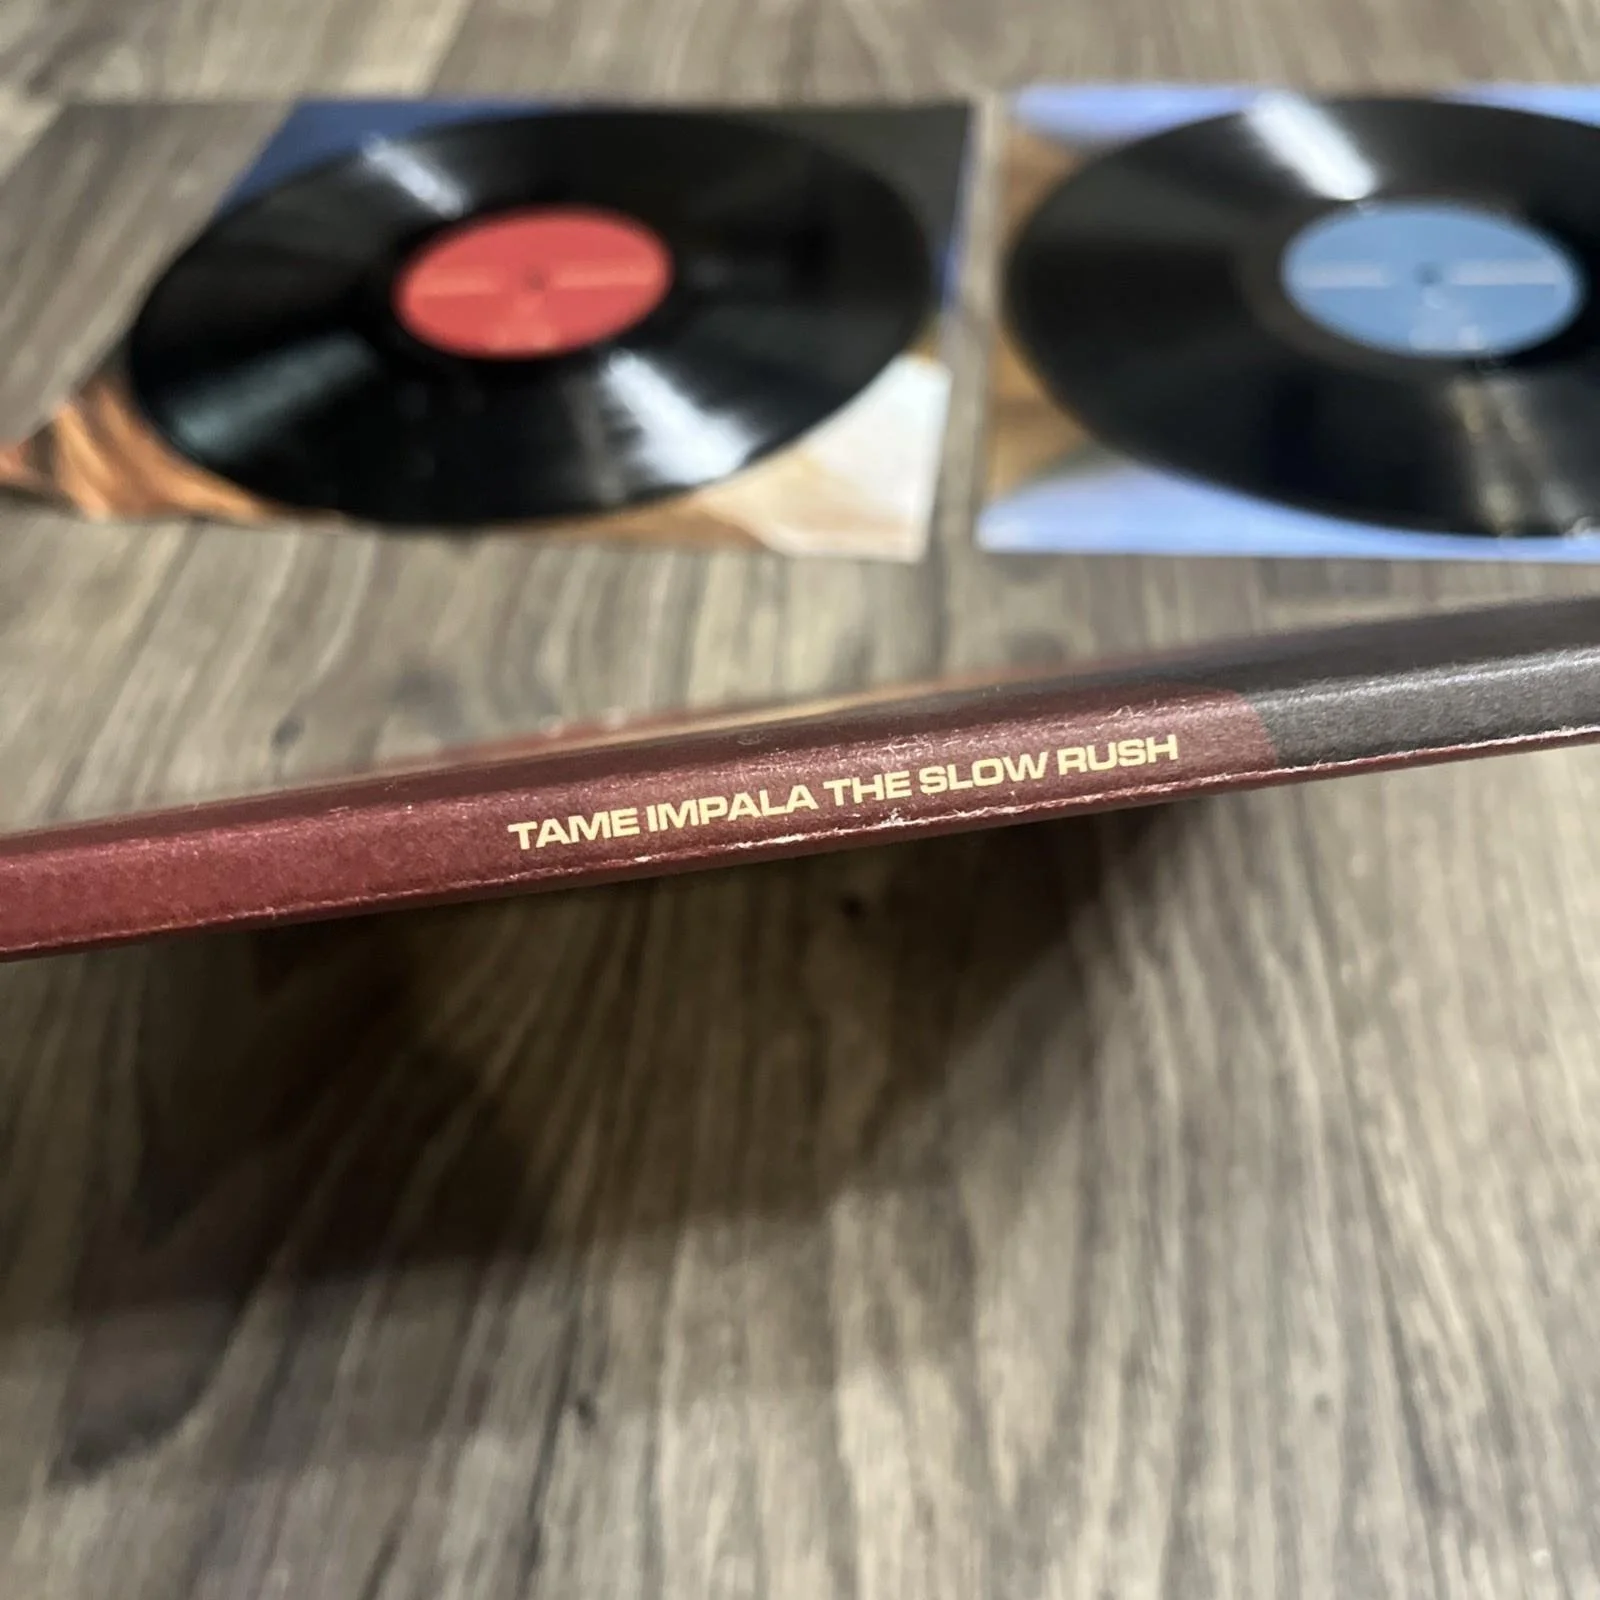 TAME IMPALA THE SLOW RUSH